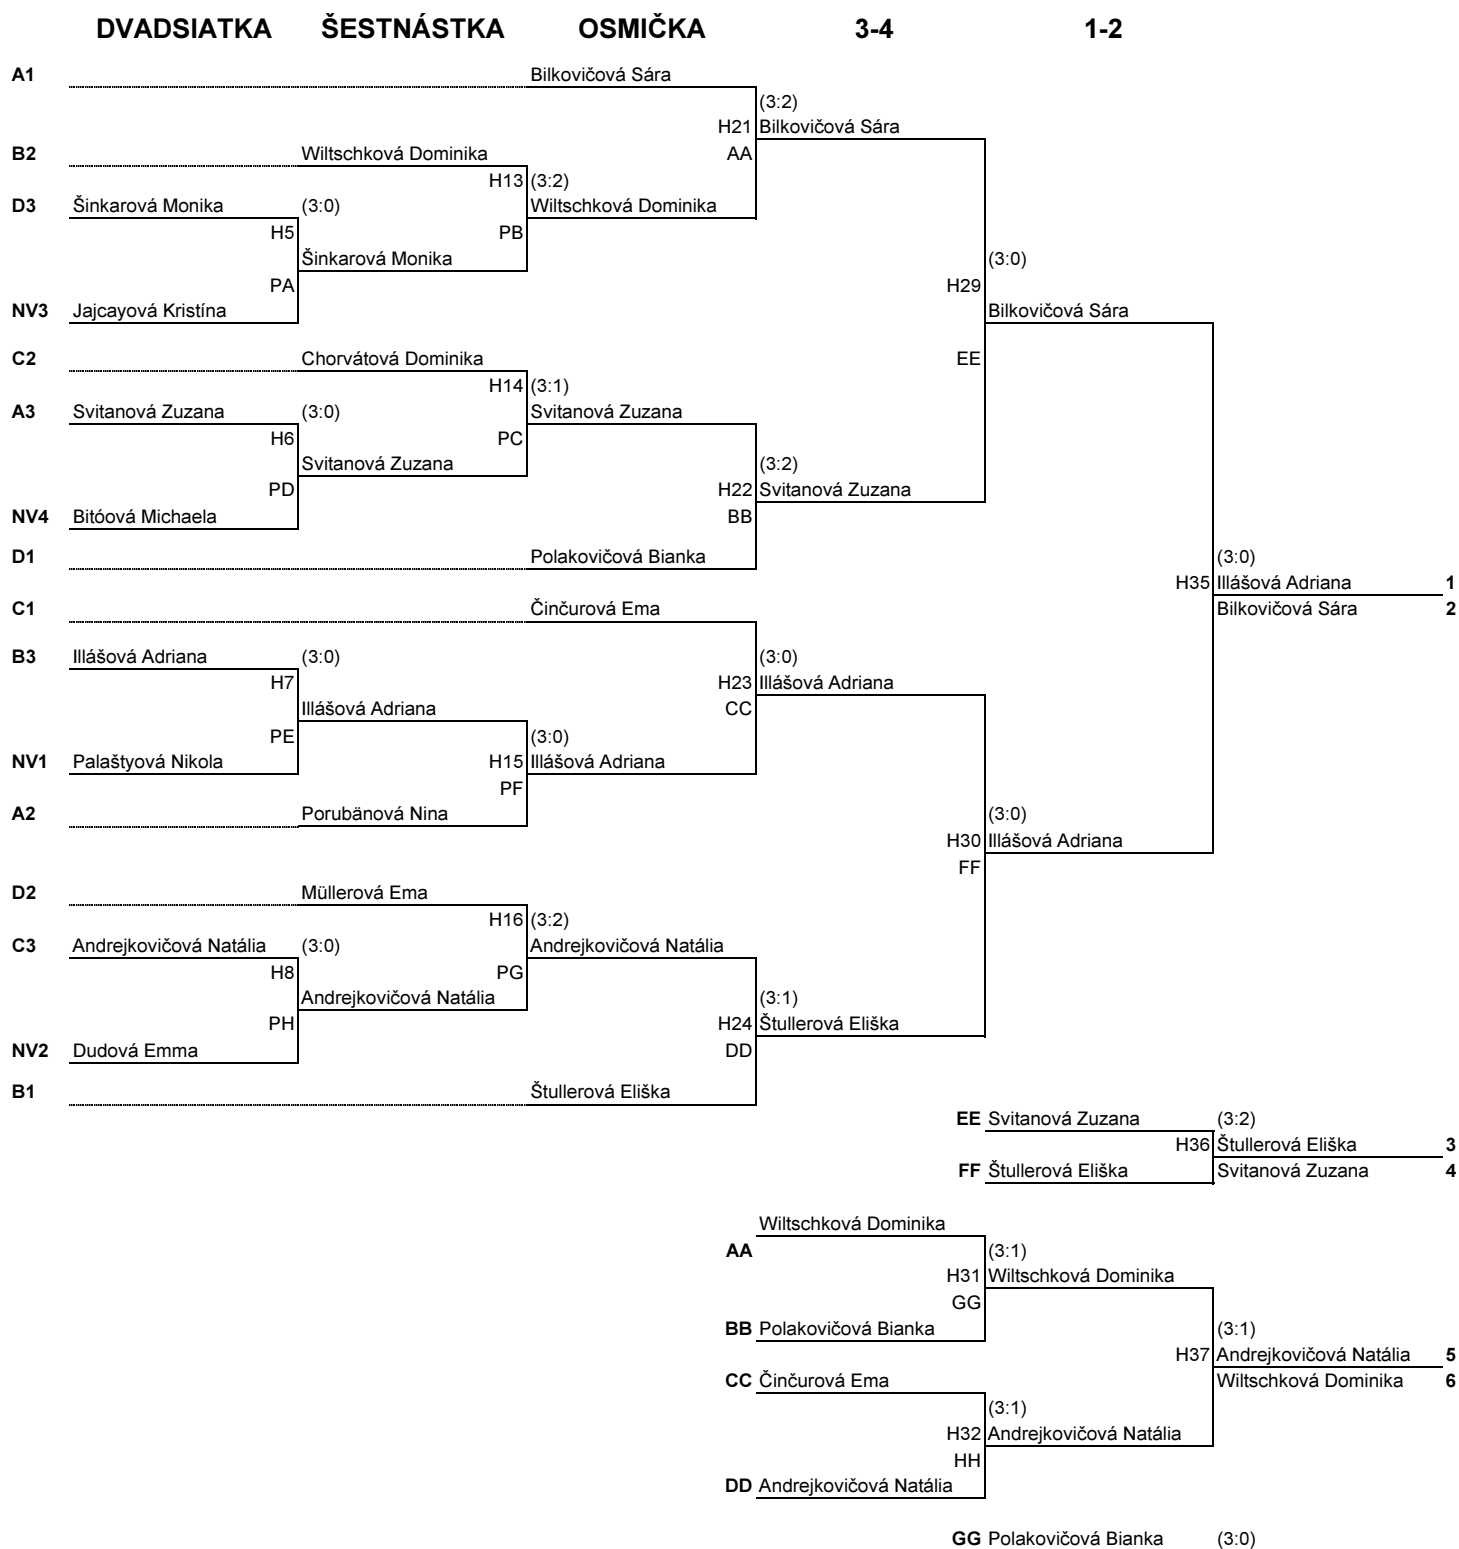 DVADSIATKA ŠESTNÁSTKA OSMIČKA 3-4 1-2
A1 Bilkovičová Sára
(3:2)
H21 Bilkovičová Sára
B2 Wiltschková Dominika AA
H13 (3:2)
D3 Šinkarová Monika (3:0) Wiltschková Dominika
H5 PB
Šinkarová Monika (3:0)
PA H29
NV3 Jajcayová Kristína Bilkovičová Sára
C2 Chorvátová Dominika EE
H14 (3:1)
A3 Svitanová Zuzana (3:0) Svitanová Zuzana
H6 PC
Svitanová Zuzana (3:2)
PD H22 Svitanová Zuzana
NV4 Bitóová Michaela BB
D1 Polakovičová Bianka (3:0)
H35 Illášová Adriana 1
C1 Činčurová Ema Bilkovičová Sára 2
B3 Illášová Adriana (3:0) (3:0)
H7 H23 Illášová Adriana
Illášová Adriana CC
PE (3:0)
NV1 Palaštyová Nikola H15 Illášová Adriana
PF
A2 Porubänová Nina (3:0)
H30 Illášová Adriana
FF
D2 Müllerová Ema
H16 (3:2)
C3 Andrejkovičová Natália (3:0) Andrejkovičová Natália
H8 PG
Andrejkovičová Natália (3:1)
PH H24 Štullerová Eliška
NV2 Dudová Emma DD
B1 Štullerová Eliška
EE Svitanová Zuzana (3:2)
H36 Štullerová Eliška 3
FF Štullerová Eliška Svitanová Zuzana 4
Wiltschková Dominika
AA (3:1)
H31 Wiltschková Dominika
GG
BB Polakovičová Bianka (3:1)
H37 Andrejkovičová Natália 5
CC Činčurová Ema Wiltschková Dominika 6
(3:1)
H32 Andrejkovičová Natália
HH
DD Andrejkovičová Natália
GG Polakovičová Bianka (3:0)